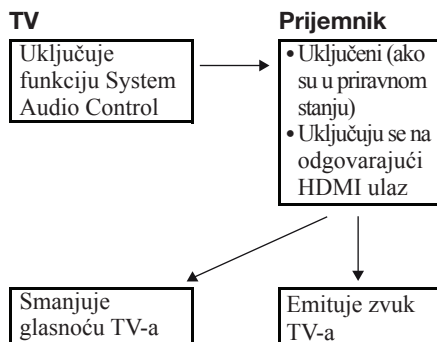 TV
Prijemnik
Uključuje
funkciju System
Audio Control
• Uključeni (ako
su u priravnom
stanju)
• Uključuju se na
odgovarajući
HDMI ulaz
Smanjuje
glasnoću TV-a
Emituje zvuk
TV-a